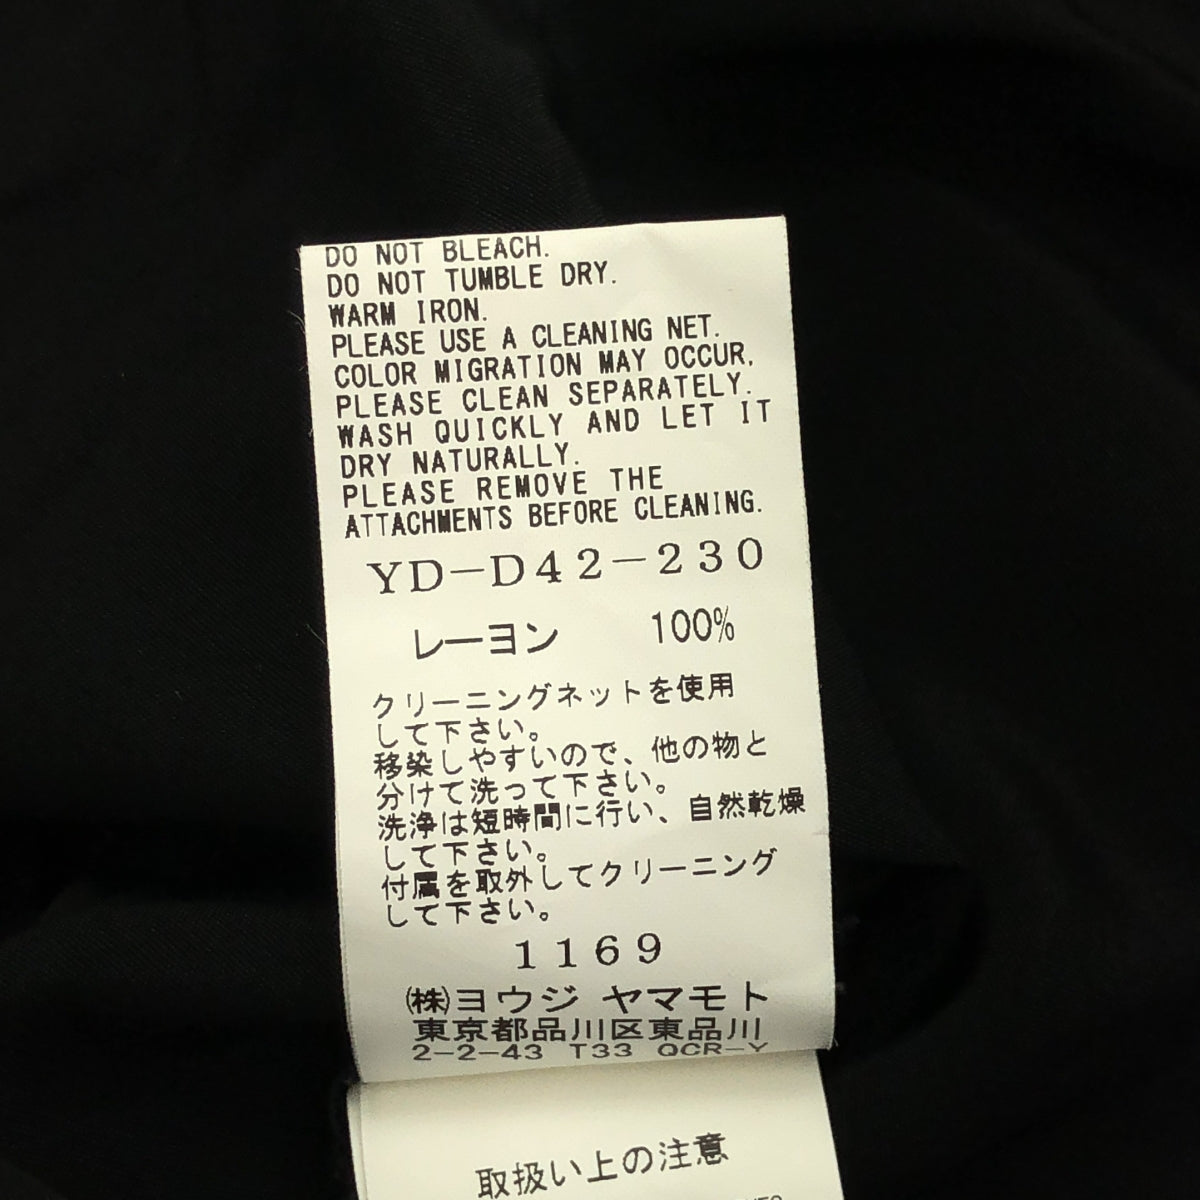 DO NOT BLEACH.
DO NOT TUMBLE DRY.
WARM IRON.
PLEASE USE A CLEANING NET.
COLOR MIGRATION MAY OCCUR,
PLEASE CLEAN SEPARATELY.
WASH QUICKLY AND LET IT
DRY NATURALLY.
PLEASE REMOVE THE
ATTACHMENTS BEFORE CLEANING.
YD-D42-230
レーヨン 100%
クリーニングネットを使用
して下さい。
移染しやすいので、他の物と
分けて洗って下さい。
洗浄は短時間に行い、自然乾燥
して下さい。
付属を取外してクリーニング
して下さい。
1169
㈱ヨウジ ヤマモト
東京都品川区東品川
2-2-43 T33 QCR-Y
取扱い上の注意